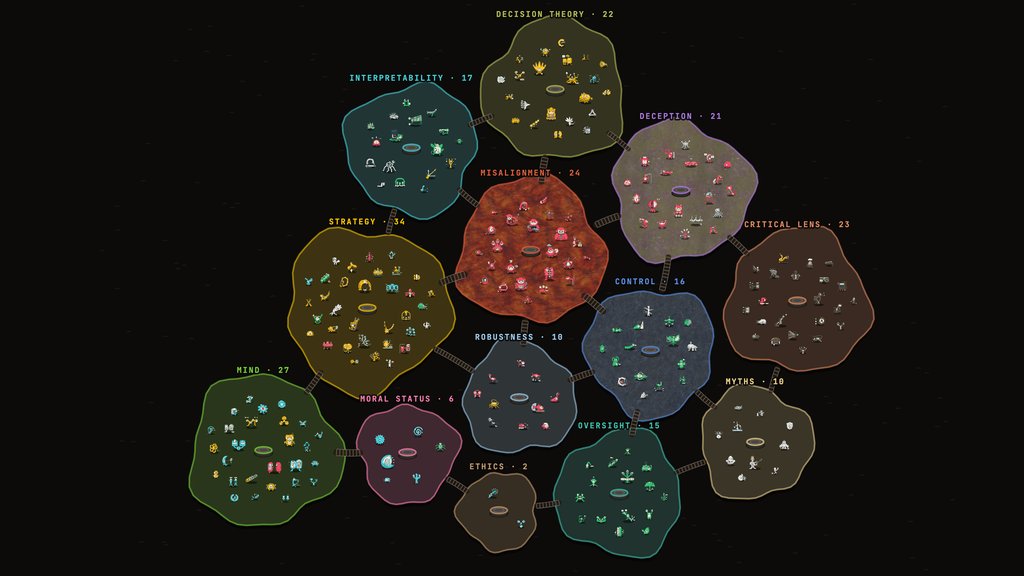 DECISION THEORY · 22
INTERPRETABILITY · 17
DECEPTION · 21
MISALIGNMENT · 24
STRATEGY · 34
CRITICAL LENS · 23
CONTROL · 16
ROBUSTNESS · 10
MIND · 27
MYTHS · 10
MORAL STATUS · 6
OVERSIGHT · 15
ETHICS · 2